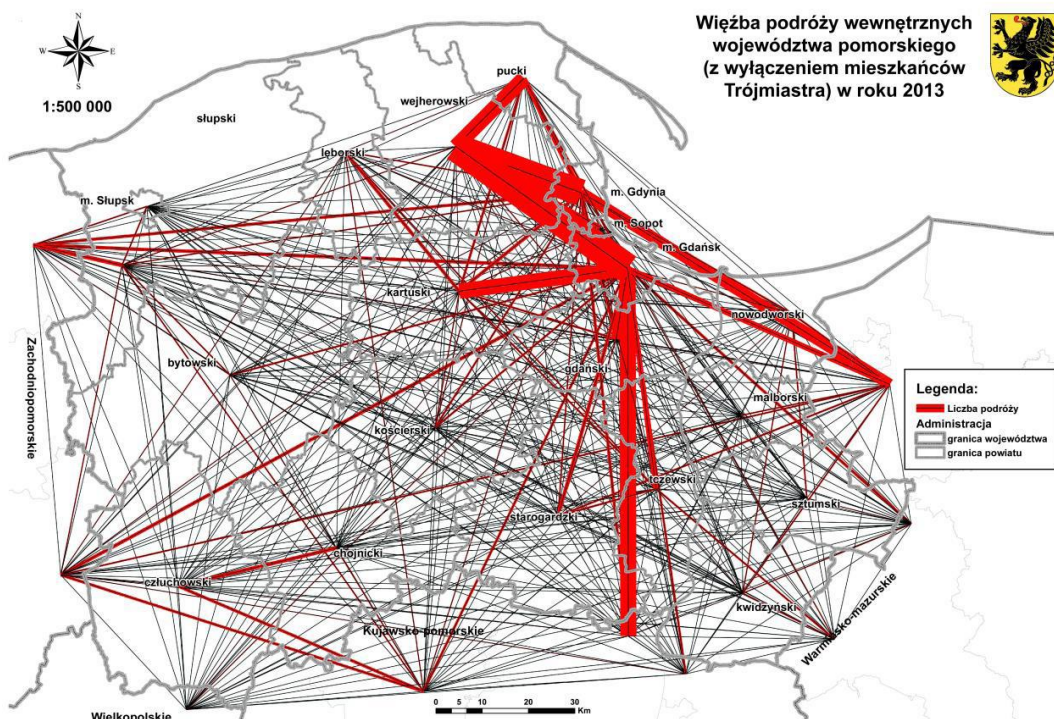 Więźba podróży wewnętrznych
województwa pomorskiego
(z wyłączeniem mieszkańców
Trójmiastra) w roku 2013
N
W
E
S
1:500 000
pucki
wejherowski
słupski
lęborski
m. Gdynia
m. Słupsk
m. Sopot
m. Gdańsk
kartuski
nowodworski
Zachodniopomorskie
bytowski
gdański
malborski
kościerski
Legenda:
Liczba podróży
Administracja
granica województwa
granica powiatu
tczewski
sztumski
starogardzki
chojnicki
człuchowski
kwidzyński
Kujawsko-pomorskie
Warmińsko-mazurskie
Wielkopolskie
0 5 10 20 30
Km